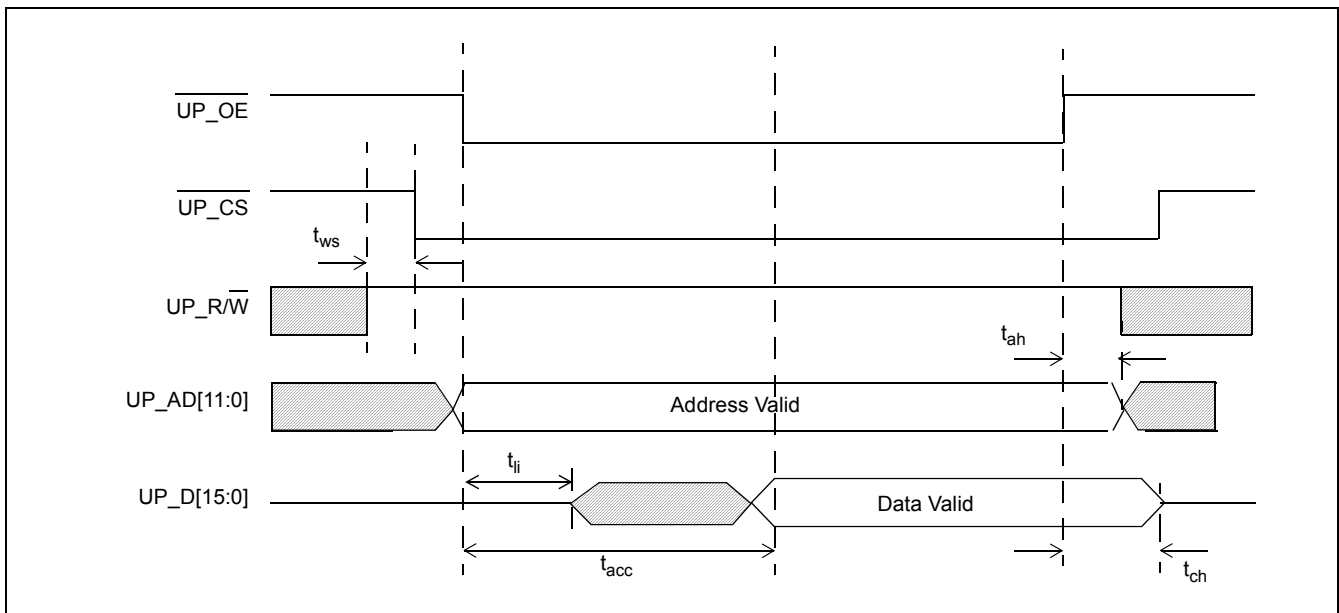 UP_OE
UP_CS
t_ws
UP_R/W
t_ah
UP_AD[11:0]
Address Valid
t_li
UP_D[15:0]
Data Valid
t_acc
t_ch